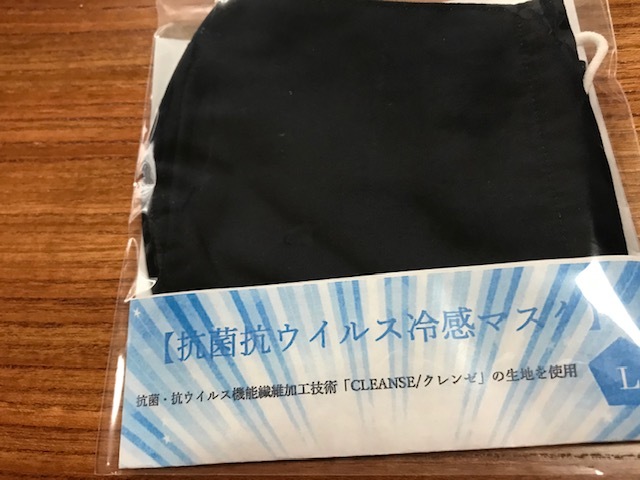 【抗菌抗ウイルス冷感マスク】
抗菌・抗ウイルス機能繊維加工技術「CLEANSE/クレンゼ」の生地を使用
L